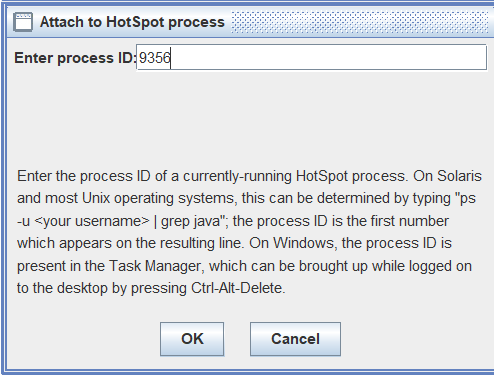 Attach to HotSpot process
Enter process ID: 9356
Enter the process ID of a currently-running HotSpot process. On Solaris
and most Unix operating systems, this can be determined by typing "ps
-u <your username> | grep java"; the process ID is the first number
which appears on the resulting line. On Windows, the process ID is
present in the Task Manager, which can be brought up while logged on
to the desktop by pressing Ctrl-Alt-Delete.
OK Cancel